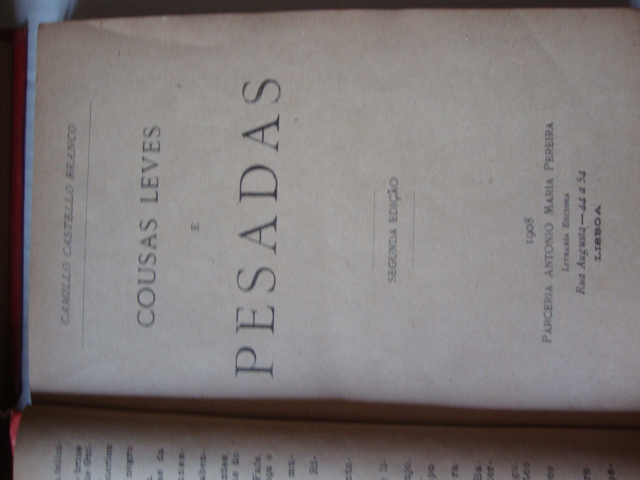 CAMILLO CASTELLO BRANCO
COUSAS LEVES
E
PESADAS
SEGUNDA EDIÇÃO
1908
PARCERIA ANTONIO MARIA PEREIRA
LIVRARIA EDITORA
Rua Augusta — 44 a 54
LISBOA